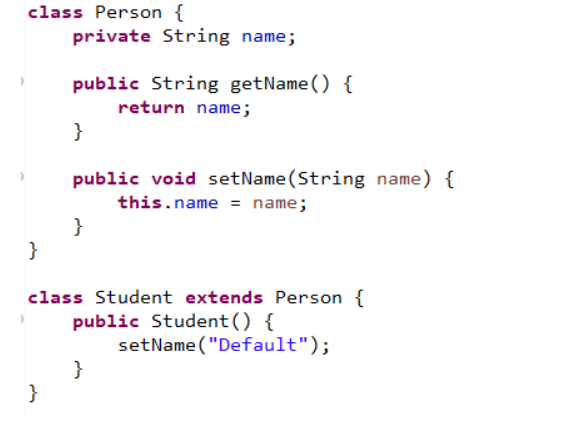 class Person {
    private String name;

    public String getName() {
        return name;
    }

    public void setName(String name) {
        this.name = name;
    }
}

class Student extends Person {
    public Student() {
        setName("Default");
    }
}